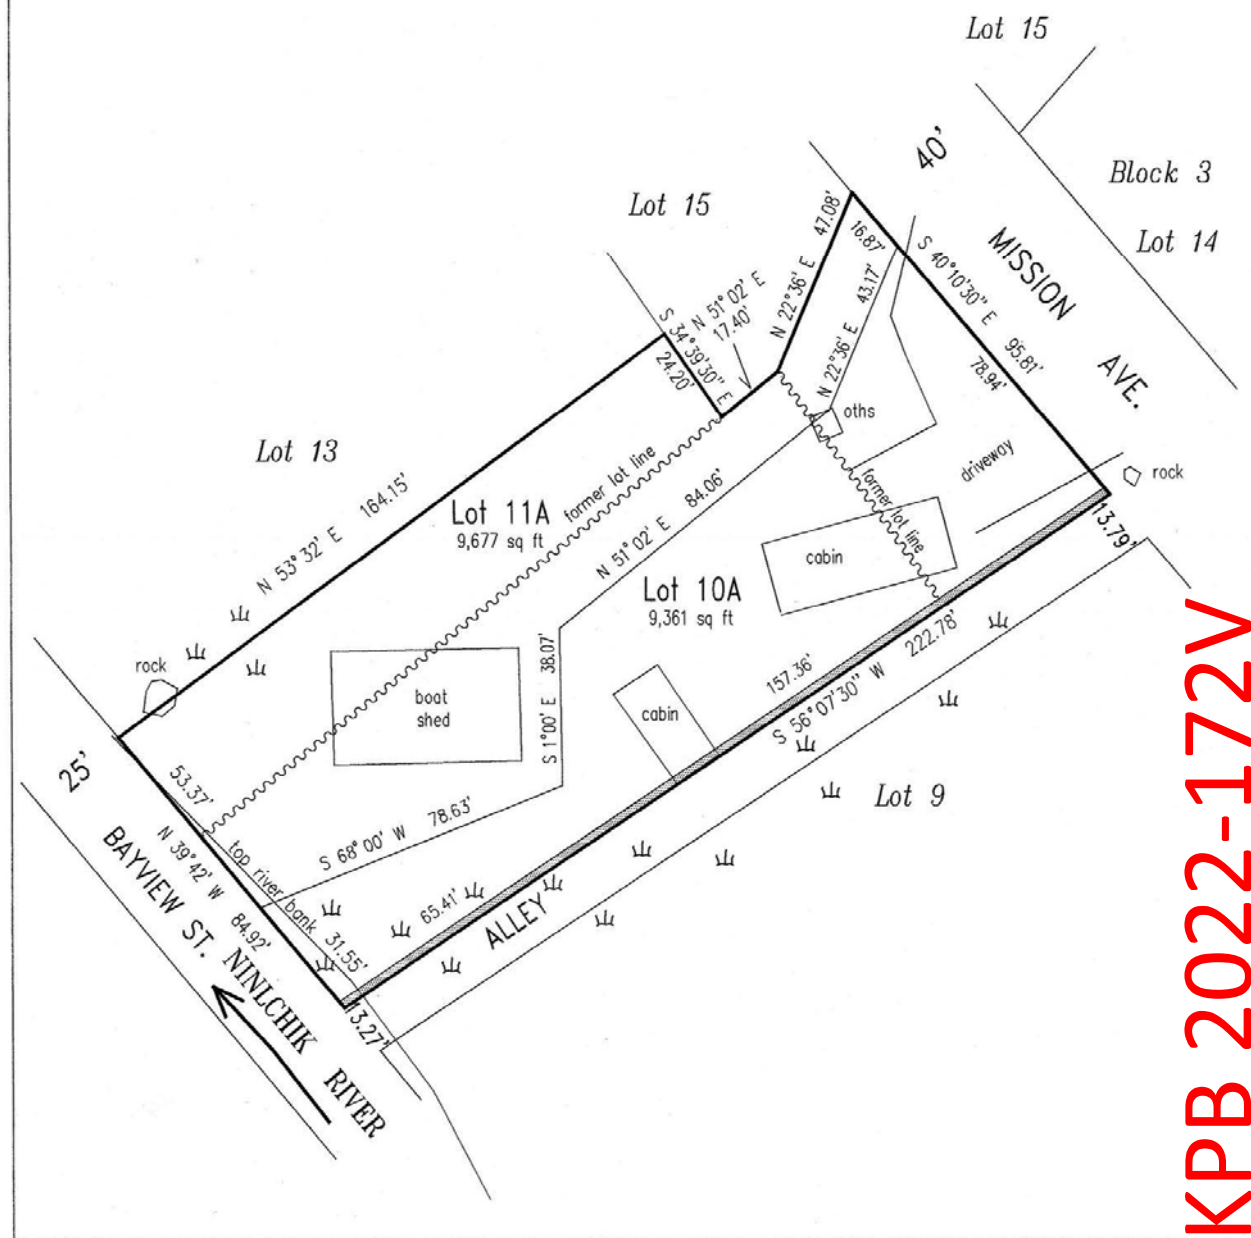 Lot 15
40'
Block 3
Lot 14
MISSION
AVE.
Lot 15
N 51°02' E
17.40'
S 34°39'30" E
24.20'
N 22°36' E 47.08'
16.87'
N 22°36' E 43.17'
S 40°10'30" E 95.81'
78.94'
oths
driveway
rock
13.79'
Lot 13
N 53°32' E 164.15'
Lot 11A
9,677 sq ft
former lot line
former lot line
N 51°02' E 84.06'
cabin
Lot 10A
9,361 sq ft
rock
boat
shed
S 1°00' E 38.07'
cabin
157.36'
S 56°07'30" W 222.78'
Lot 9
25'
53.37'
N 39°42' W 84.92'
top river bank 31.55'
S 68°00' W 78.63'
65.41'
ALLEY
BAYVIEW ST.
NINLCHIK RIVER
13.27'
KPB 2022-172V